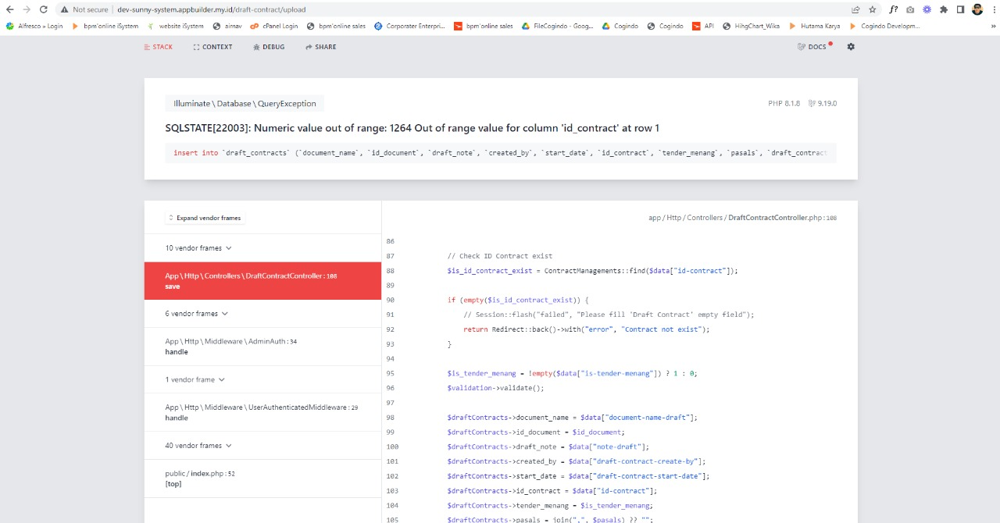 Not secure | dev-sunny-system.appbuilder.my.id/draft-contract/upload
Alfresco » Login bpm'online iSystem website iSystem airnav cPanel Login bpm'online sales Corporater Enterpri... bpm'online sales FileCogindo - Goog... Cogindo Cogindo API HihgChart_Wika Hutama Karya Cogindo Developm... »
STACK CONTEXT DEBUG SHARE DOCS
Illuminate \ Database \ QueryException PHP 8.1.8 9.19.0
SQLSTATE[22003]: Numeric value out of range: 1264 Out of range value for column 'id_contract' at row 1
insert into `draft_contracts` (`document_name`, `id_document`, `draft_note`, `created_by`, `start_date`, `id_contract`, `tender_menang`, `pasals`, `draft_contract
Expand vendor frames
10 vendor frames
App \ Http \ Controllers \ DraftContractController : 108
save
6 vendor frames
App \ Http \ Middleware \ AdminAuth : 34
handle
1 vendor frame
App \ Http \ Middleware \ UserAuthenticatedMiddleware : 29
handle
40 vendor frames
public / index.php : 52
[top]
app / Http / Controllers / DraftContractController.php : 108
86
87 // Check ID Contract exist
88 $is_id_contract_exist = ContractManagements::find($data["id-contract"]);
89
90 if (empty($is_id_contract_exist)) {
91 // Session::flash("failed", "Please fill 'Draft Contract' empty field");
92 return Redirect::back()->with("error", "Contract not exist");
93 }
94
95 $is_tender_menang = !empty($data["is-tender-menang"]) ? 1 : 0;
96 $validation->validate();
97
98 $draftContracts->document_name = $data["document-name-draft"];
99 $draftContracts->id_document = $id_document;
100 $draftContracts->draft_note = $data["note-draft"];
101 $draftContracts->created_by = $data["draft-contract-create-by"];
102 $draftContracts->start_date = $data["draft-contract-start-date"];
103 $draftContracts->id_contract = $data["id-contract"];
104 $draftContracts->tender_menang = $is_tender_menang;
105 $draftContracts->pasals = join(",", $pasals) ?? "";